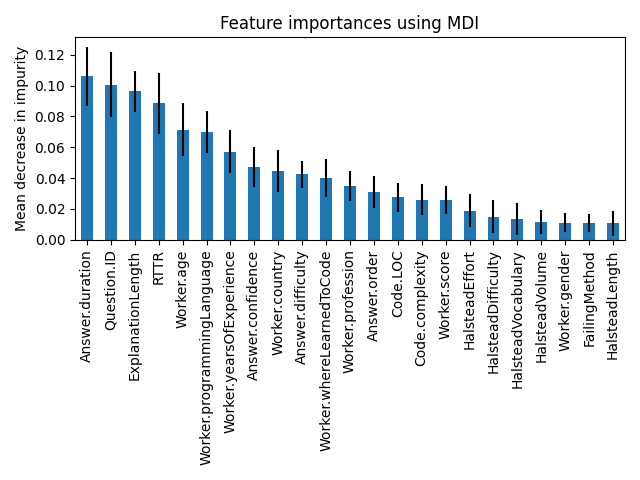 Feature importances using MDI
Mean decrease in impurity
0.12
0.10
0.08
0.06
0.04
0.02
0.00
Answer.duration
Question.ID
ExplanationLength
RTTR
Worker.age
Worker.programmingLanguage
Worker.yearsOfExperience
Answer.confidence
Worker.country
Answer.difficulty
Worker.whereLearnedToCode
Worker.profession
Answer.order
Code.LOC
Code.complexity
Worker.score
HalsteadEffort
HalsteadDifficulty
HalsteadVocabulary
HalsteadVolume
Worker.gender
FailingMethod
HalsteadLength